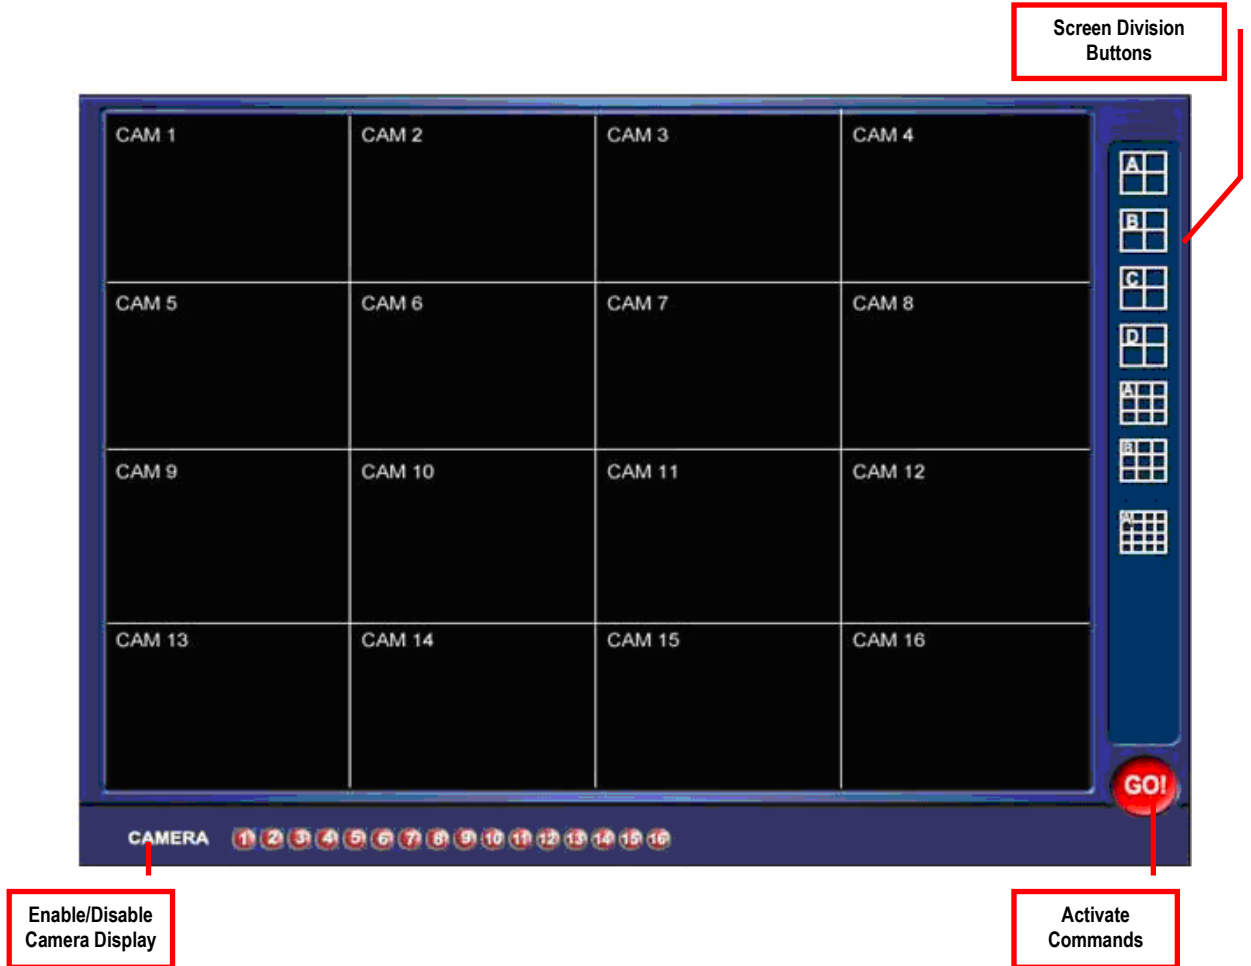 Screen Division
Buttons
CAM 1 CAM 2 CAM 3 CAM 4
A
B
CAM 5 CAM 6 CAM 7 CAM 8
C
D
A
B
CAM 9 CAM 10 CAM 11 CAM 12
A
CAM 13 CAM 14 CAM 15 CAM 16
GO!
CAMERA 1 2 3 4 5 6 7 8 9 10 11 12 13 14 15 16
Enable/Disable
Camera Display
Activate
Commands